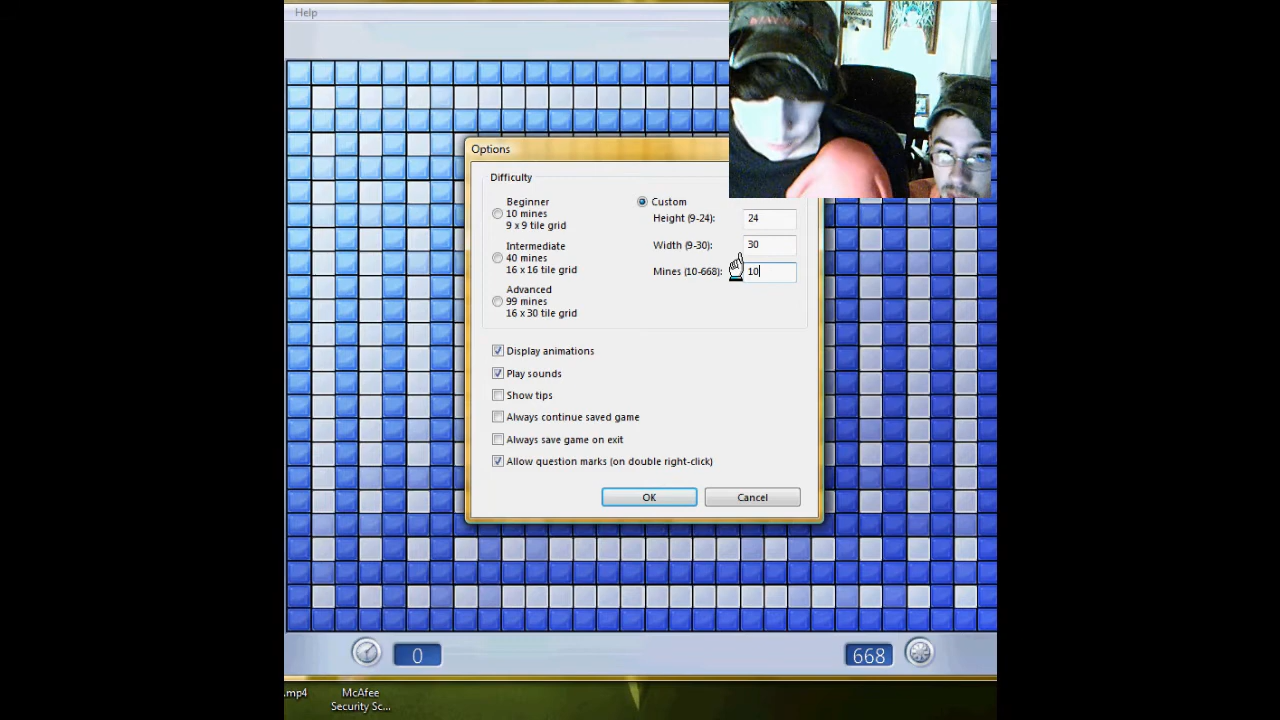 Help
Options
Difficulty
Beginner
10 mines
9 x 9 tile grid
Intermediate
40 mines
16 x 16 tile grid
Advanced
99 mines
16 x 30 tile grid
Custom
Height (9-24): 24
Width (9-30): 30
Mines (10-668): 10
Display animations
Play sounds
Show tips
Always continue saved game
Always save game on exit
Allow question marks (on double right-click)
OK Cancel
0 668
.mp4
McAfee
Security Sc...